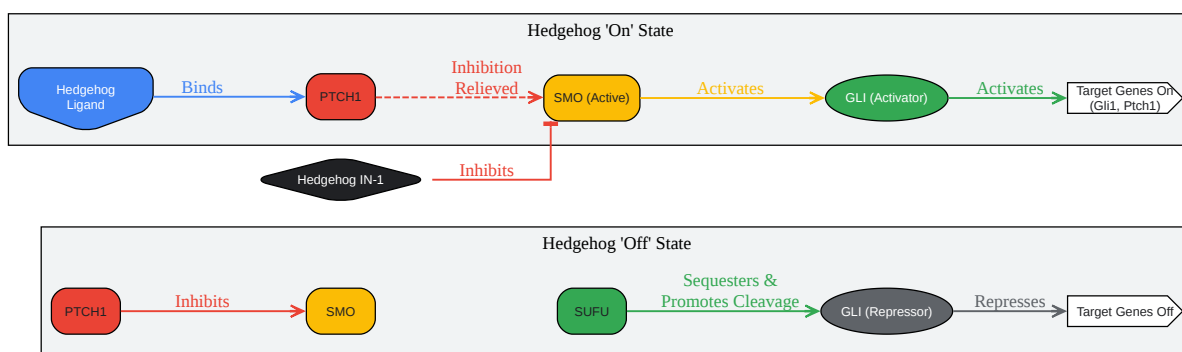 Hedgehog 'On' State
Hedgehog
Ligand
Binds
PTCH1
Inhibition
Relieved
SMO (Active)
Activates
GLI (Activator)
Activates
Target Genes On
(Gli1, Ptch1)
Hedgehog IN-1
Inhibits
Hedgehog 'Off' State
PTCH1
Inhibits
SMO
SUFU
Sequesters &
Promotes Cleavage
GLI (Repressor)
Represses
Target Genes Off